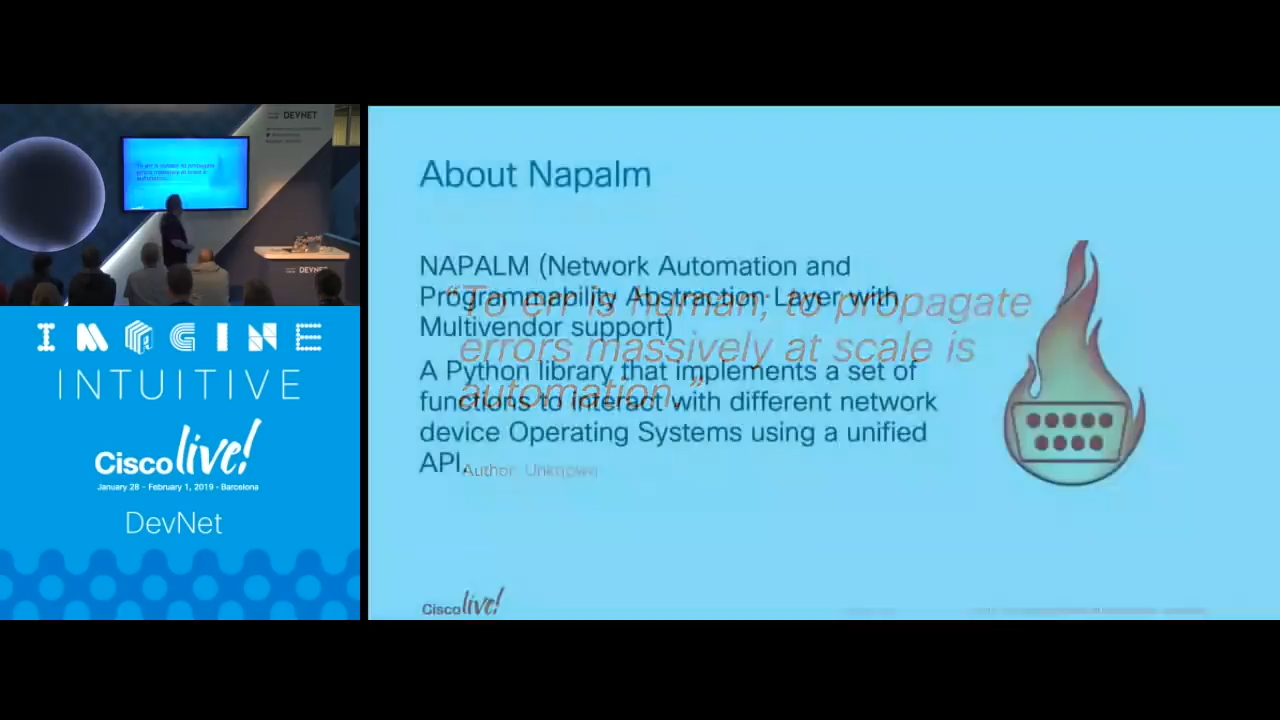 DEVNET
DEVNET
IMAGINE
INTUITIVE
Cisco live!
January 28 - February 1, 2019 - Barcelona
DevNet
About Napalm
NAPALM (Network Automation and
Programmability Abstraction Layer with
Multivendor support)
A Python library that implements a set of
functions to interact with different network
device Operating Systems using a unified
API.
“To err is human; to propagate
errors massively at scale is
automation.”
Author: Unknown
Cisco live!